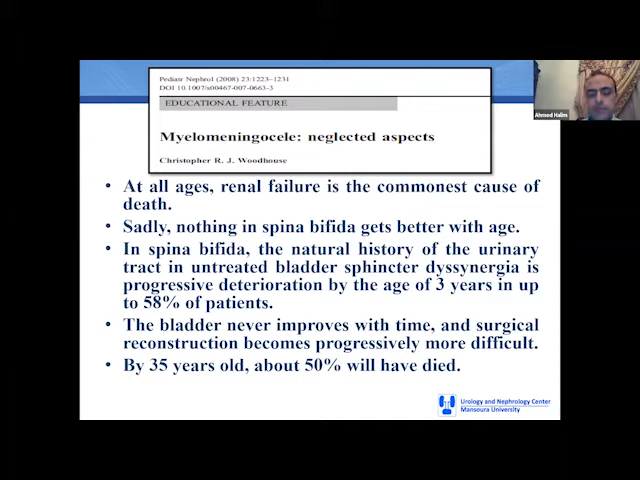 Pediatr Nephrol (2008) 23:1223–1231
DOI 10.1007/s00467-007-0663-3
EDUCATIONAL FEATURE
Myelomeningocele: neglected aspects
Christopher R. J. Woodhouse
Ahmed Halim
• At all ages, renal failure is the commonest cause of
death.
• Sadly, nothing in spina bifida gets better with age.
• In spina bifida, the natural history of the urinary
tract in untreated bladder sphincter dyssynergia is
progressive deterioration by the age of 3 years in up
to 58% of patients.
• The bladder never improves with time, and surgical
reconstruction becomes progressively more difficult.
• By 35 years old, about 50% will have died.
Urology and Nephrology Center
Mansoura University